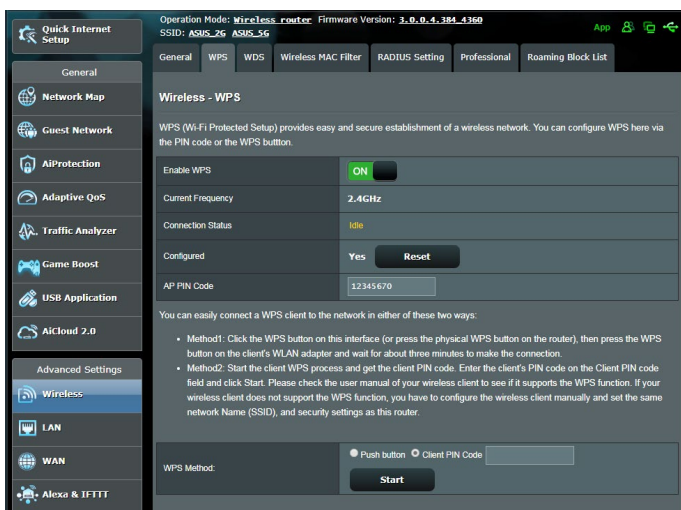 Quick Internet
Setup
Operation Mode: Wireless router Firmware Version: 3.0.0.4.384_4360
SSID: ASUS_2G ASUS_5G
App
General
WPS
WDS
Wireless MAC Filter
RADIUS Setting
Professional
Roaming Block List
General
Network Map
Guest Network
AiProtection
Adaptive QoS
Traffic Analyzer
Game Boost
USB Application
AiCloud 2.0
Advanced Settings
Wireless
LAN
WAN
Alexa & IFTTT
Wireless - WPS
WPS (Wi-Fi Protected Setup) provides easy and secure establishment of a wireless network. You can configure WPS here via
the PIN code or the WPS buttton.
Enable WPS ON
Current Frequency 2.4GHz
Connection Status Idle
Configured Yes Reset
AP PIN Code 12345670
You can easily connect a WPS client to the network in either of these two ways:
• Method1: Click the WPS button on this interface (or press the physical WPS button on the router), then press the WPS
button on the client's WLAN adapter and wait for about three minutes to make the connection.
• Method2: Start the client WPS process and get the client PIN code. Enter the client's PIN code on the Client PIN code
field and click Start. Please check the user manual of your wireless client to see if it supports the WPS function. If your
wireless client does not support the WPS function, you have to configure the wireless client manually and set the same
network Name (SSID), and security settings as this router.
WPS Method:
Push button Client PIN Code
Start